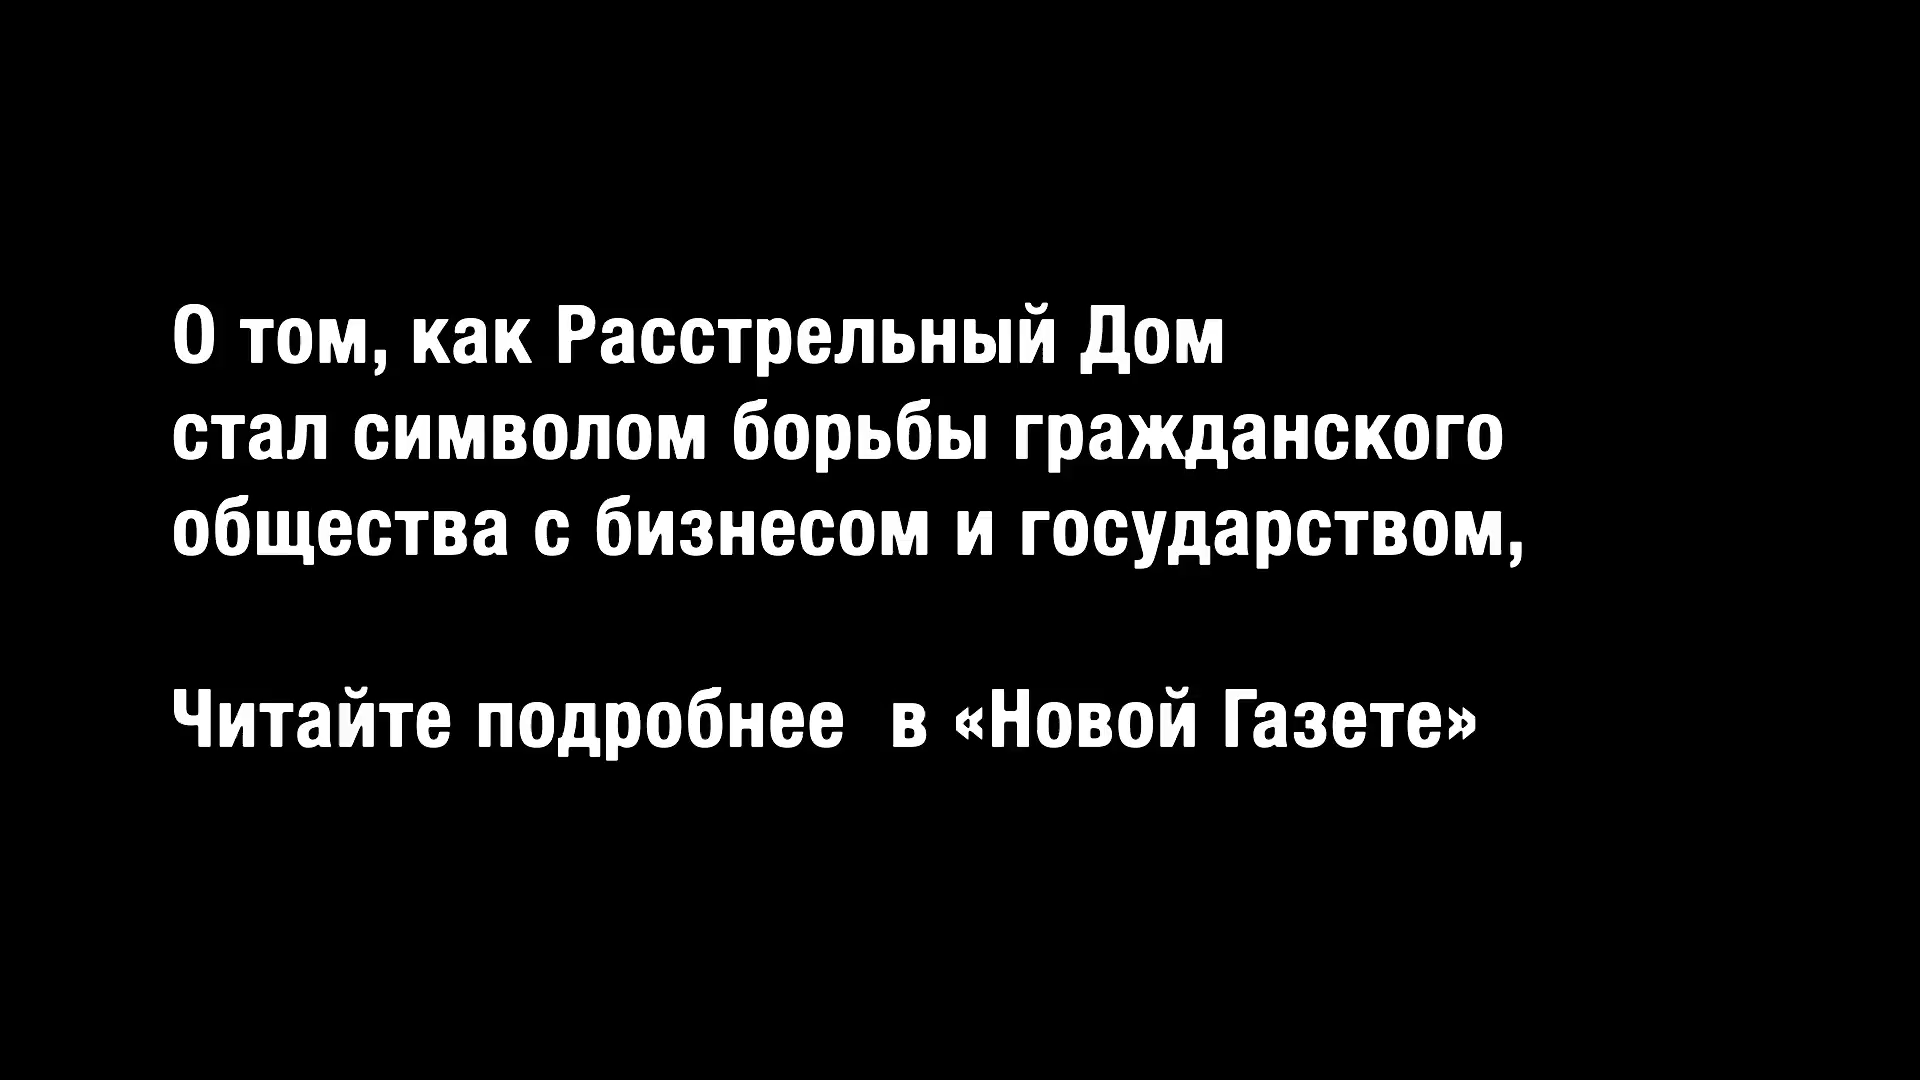 О том, как Расстрельный Дом
стал символом борьбы гражданского
общества с бизнесом и государством,
Читайте подробнее  в «Новой Газете»